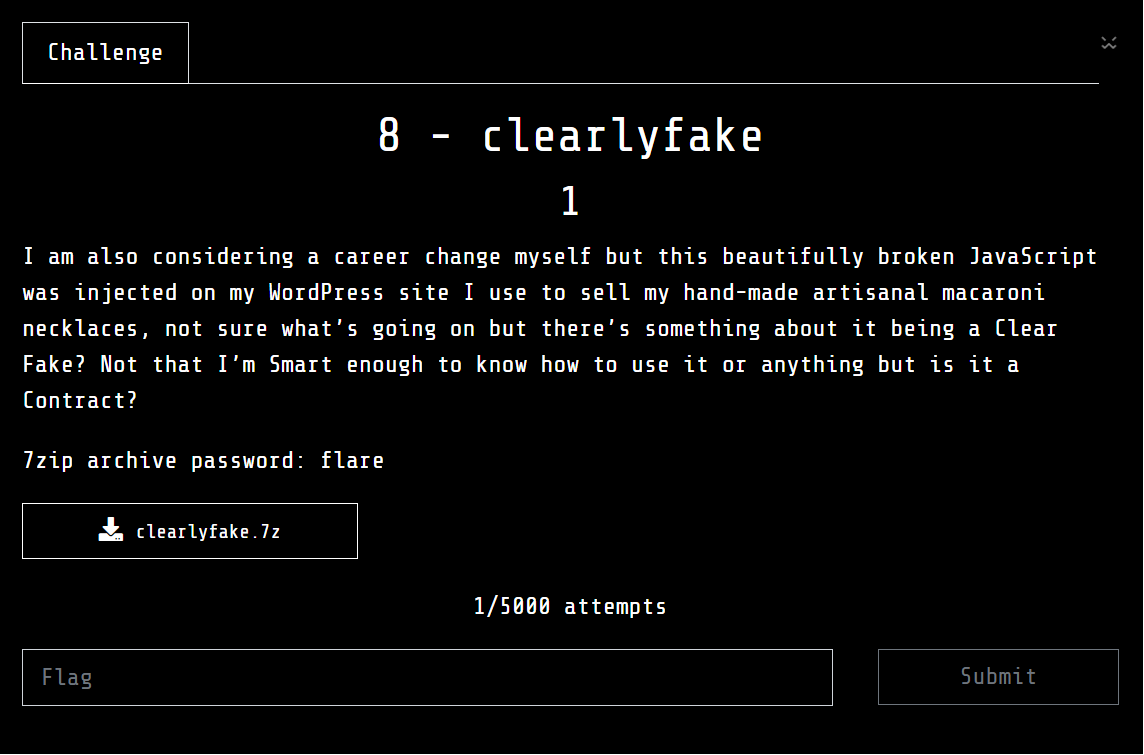 Challenge
8 - clearlyfake
1
I am also considering a career change myself but this beautifully broken JavaScript
was injected on my WordPress site I use to sell my hand-made artisanal macaroni
necklaces, not sure what’s going on but there’s something about it being a Clear
Fake? Not that I’m Smart enough to know how to use it or anything but is it a
Contract?
7zip archive password: flare
clearlyfake.7z
1/5000 attempts
Flag
Submit